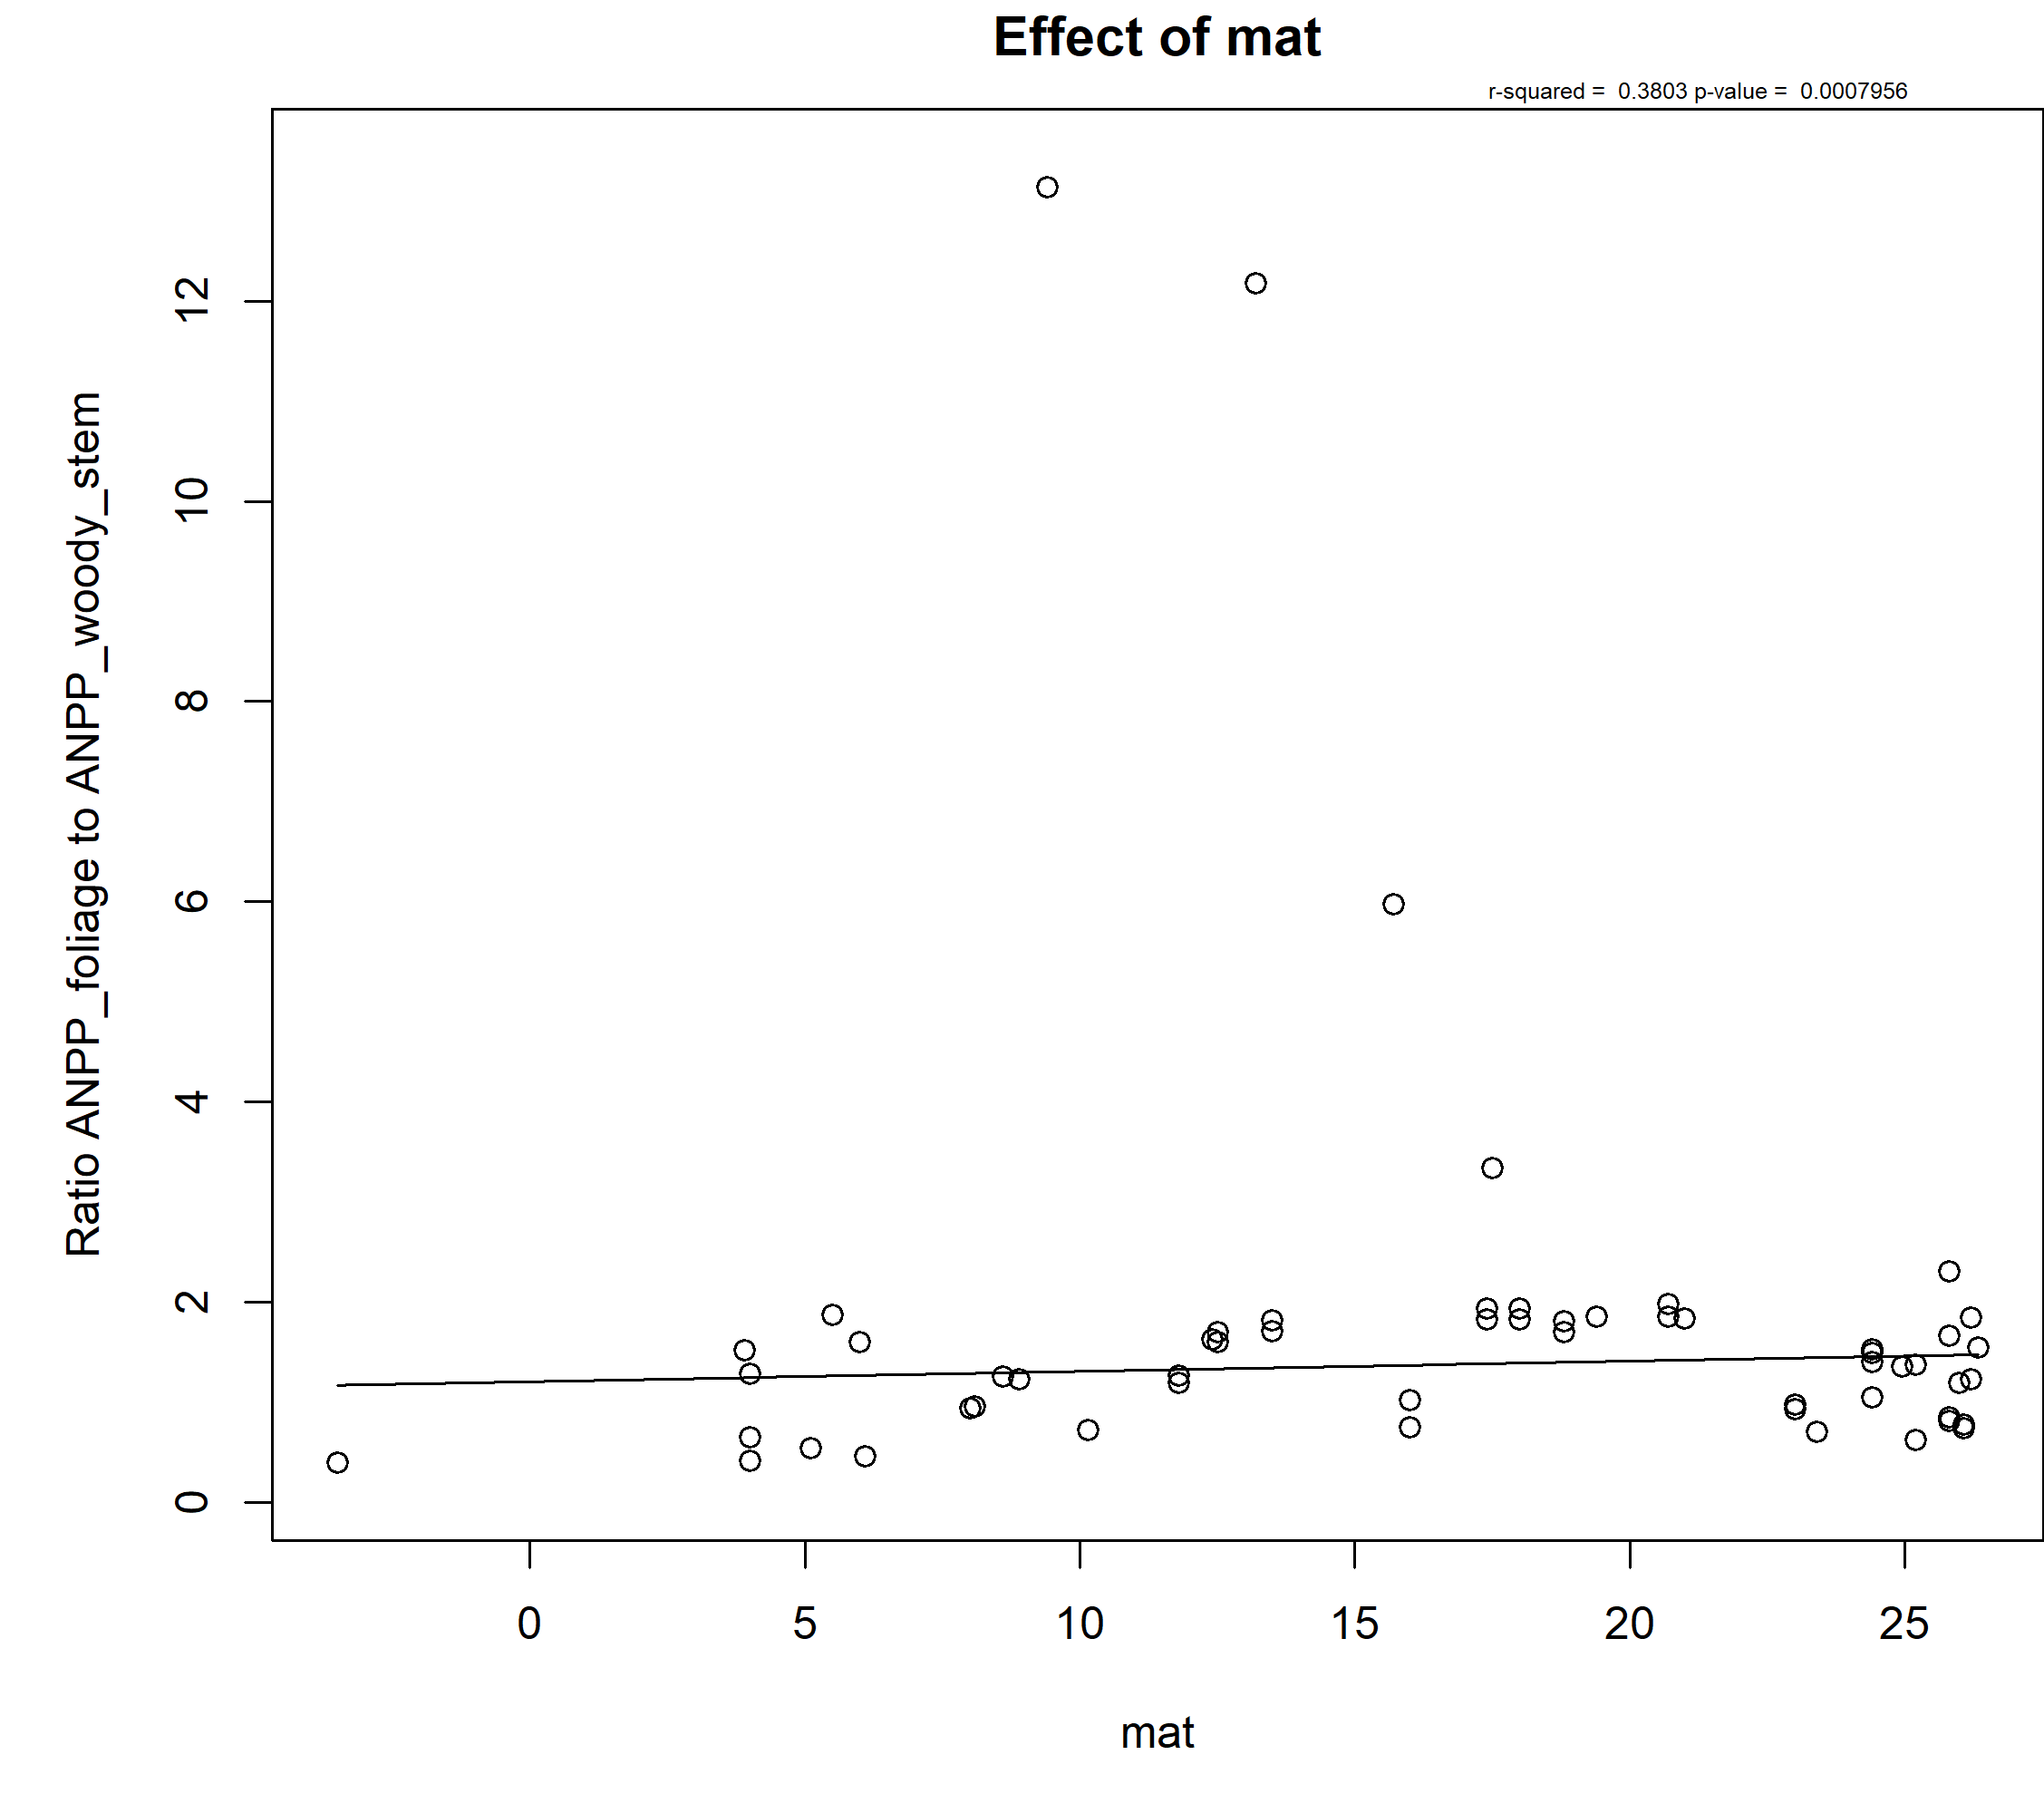 Effect of mat
r-squared = 0.3803 p-value = 0.0007956
Ratio ANPP_foliage to ANPP_woody_stem
12
10
8
6
4
2
0
0 5 10 15 20 25
mat